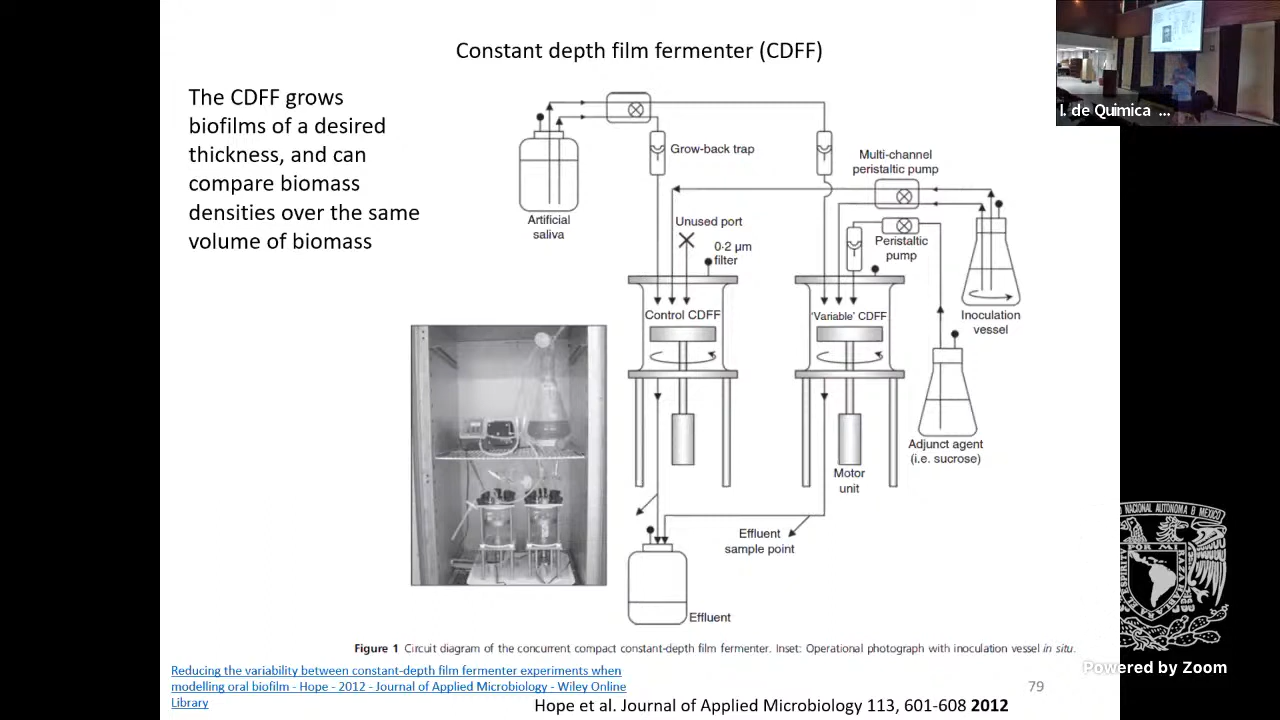 Constant depth film fermenter (CDFF)
The CDFF grows
biofilms of a desired
thickness, and can
compare biomass
densities over the same
volume of biomass
I. de Quimica ...
Grow-back trap
Multi-channel
peristaltic pump
Artificial
saliva
Unused port
0·2 µm
filter
Peristaltic
pump
Control CDFF
'Variable' CDFF
Inoculation
vessel
Adjunct agent
(i.e. sucrose)
Motor
unit
Effluent
sample point
Effluent
NACIONAL AUTONOMA
MEXICO
POR MI
ESPIRIT
Figure 1 Circuit diagram of the concurrent compact constant-depth film fermenter. Inset: Operational photograph with inoculation vessel in situ.
Reducing the variability between constant-depth film fermenter experiments when
modelling oral biofilm - Hope - 2012 - Journal of Applied Microbiology - Wiley Online
Library
Powered by Zoom
79
Hope et al. Journal of Applied Microbiology 113, 601-608 2012